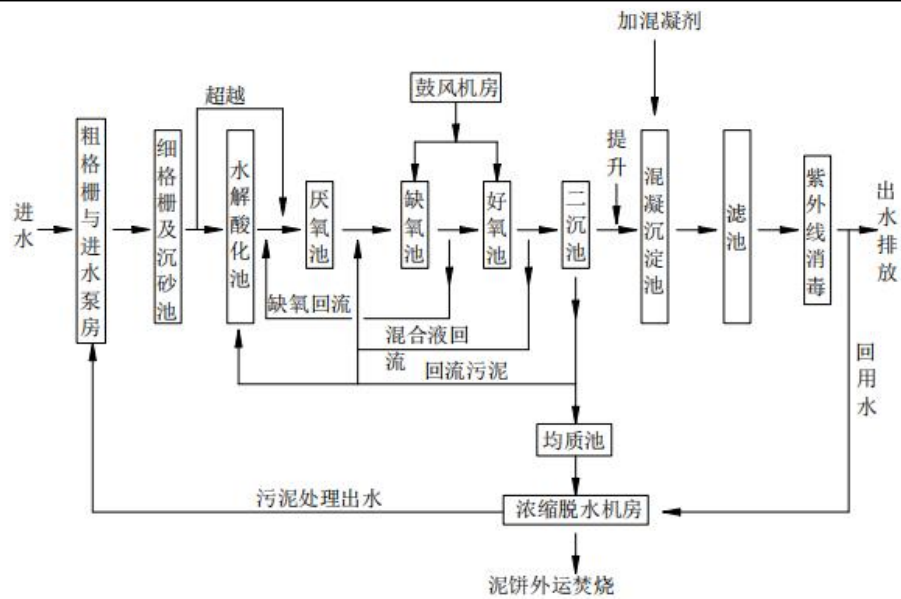 加混凝剂
鼓风机房
超越
粗格栅与进水泵房
细格栅及沉砂池
水解酸化池
厌氧池
缺氧池
好氧池
二沉池
提升
混凝沉淀池
滤池
紫外线消毒
进水
出水排放
缺氧回流
混合液回
流
回流污泥
回用水
均质池
污泥处理出水
浓缩脱水机房
泥饼外运焚烧